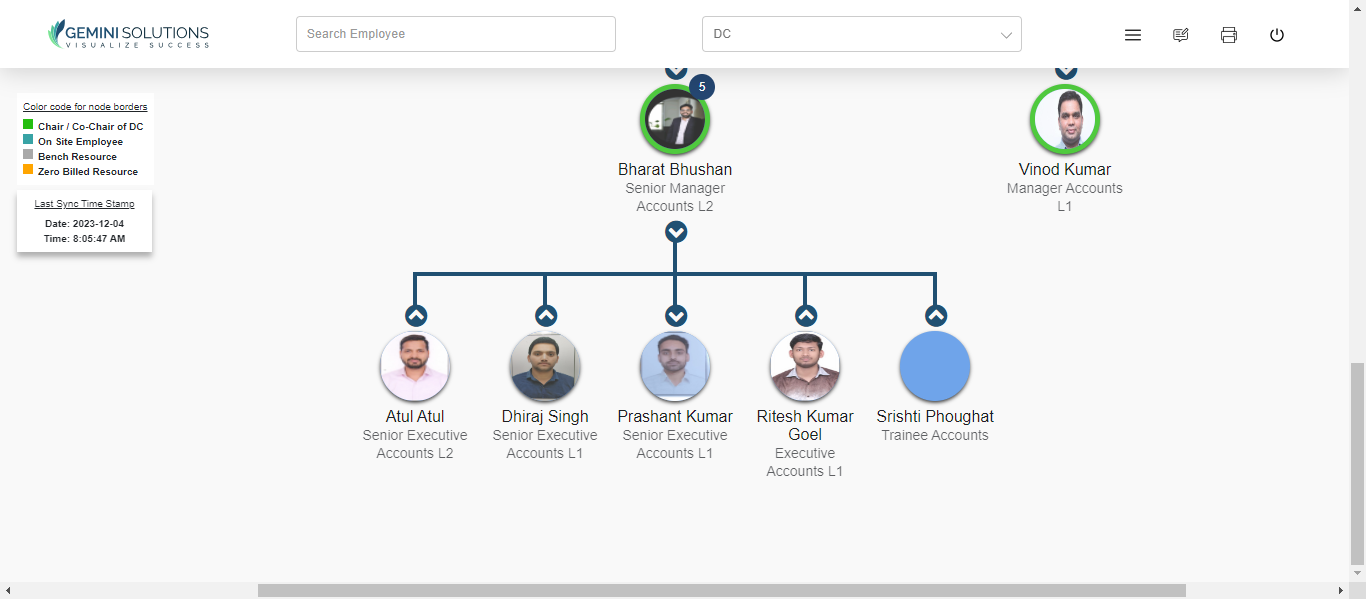 GEMINI SOLUTIONS
VISUALIZE SUCCESS
Search Employee
DC
Color code for node borders
Chair / Co-Chair of DC
On Site Employee
Bench Resource
Zero Billed Resource
Last Sync Time Stamp
Date: 2023-12-04
Time: 8:05:47 AM
5
Bharat Bhushan
Senior Manager
Accounts L2
Vinod Kumar
Manager Accounts
L1
Atul Atul
Senior Executive
Accounts L2
Dhiraj Singh
Senior Executive
Accounts L1
Prashant Kumar
Senior Executive
Accounts L1
Ritesh Kumar
Goel
Executive
Accounts L1
Srishti Phoughat
Trainee Accounts